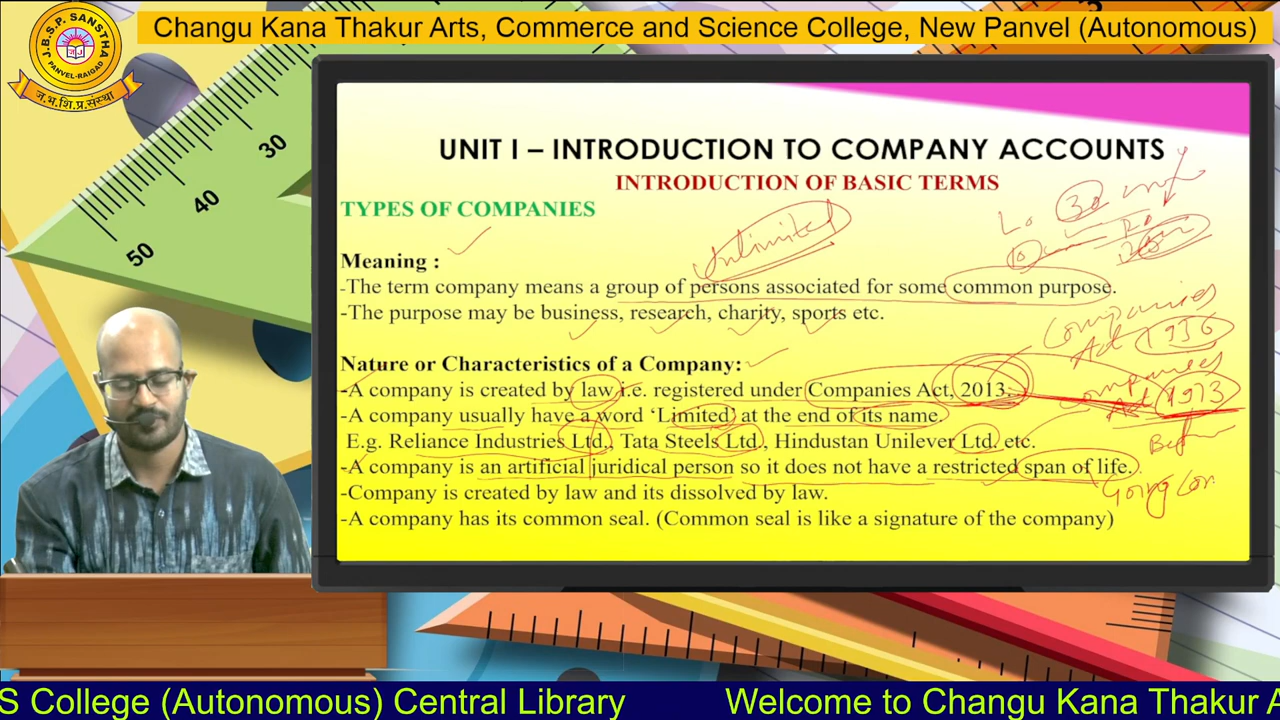 Changu Kana Thakur Arts, Commerce and Science College, New Panvel (Autonomous)
J.B.S.P. SANSTHA
PANVEL-RAIGAD
ज.भ.शि.प्र.संस्था
30
40
50
UNIT I – INTRODUCTION TO COMPANY ACCOUNTS
INTRODUCTION OF BASIC TERMS
TYPES OF COMPANIES
30
Unlimited
Meaning :
-The term company means a group of persons associated for some common purpose.
-The purpose may be business, research, charity, sports etc.
Companies
Act 1956
Nature or Characteristics of a Company:
-A company is created by law i.e. registered under Companies Act, 2013.
Companies
Act 1973
-A company usually have a word ‘Limited’ at the end of its name.
E.g. Reliance Industries Ltd., Tata Steels Ltd., Hindustan Unilever Ltd. etc.
-A company is an artificial juridical person so it does not have a restricted span of life.
Going Con
-Company is created by law and its dissolved by law.
-A company has its common seal. (Common seal is like a signature of the company)
S College (Autonomous) Central Library Welcome to Changu Kana Thakur A